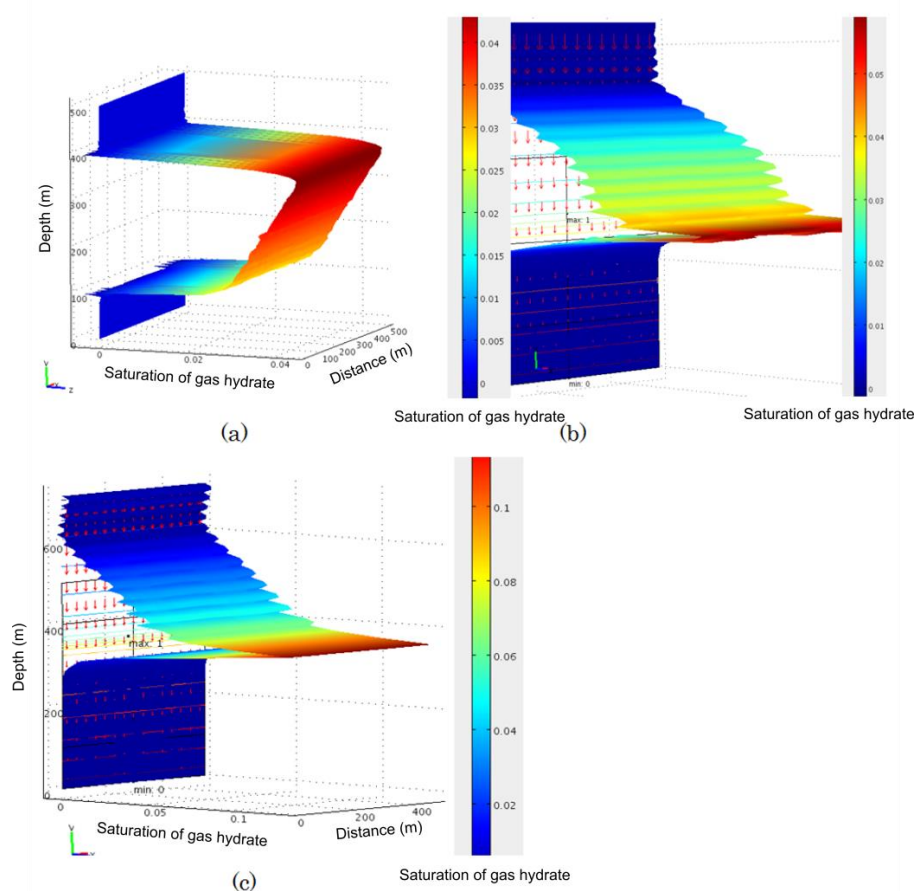 500
400
300
200
100
0
Depth (m)
0
0.02
0.04
Saturation of gas hydrate
0
100
200
300
400
500
Distance (m)
y
z
0.04
0.035
0.03
0.025
0.02
0.015
0.01
0.005
0
Saturation of gas hydrate
(a)
max: 1
min: 0
0.05
0.04
0.03
0.02
0.01
0
Saturation of gas hydrate
(b)
600
400
200
0
Depth (m)
max: 1
min: 0
0
0.05
0.1
Saturation of gas hydrate
0
200
400
Distance (m)
0.1
0.08
0.06
0.04
0.02
Saturation of gas hydrate
(c)